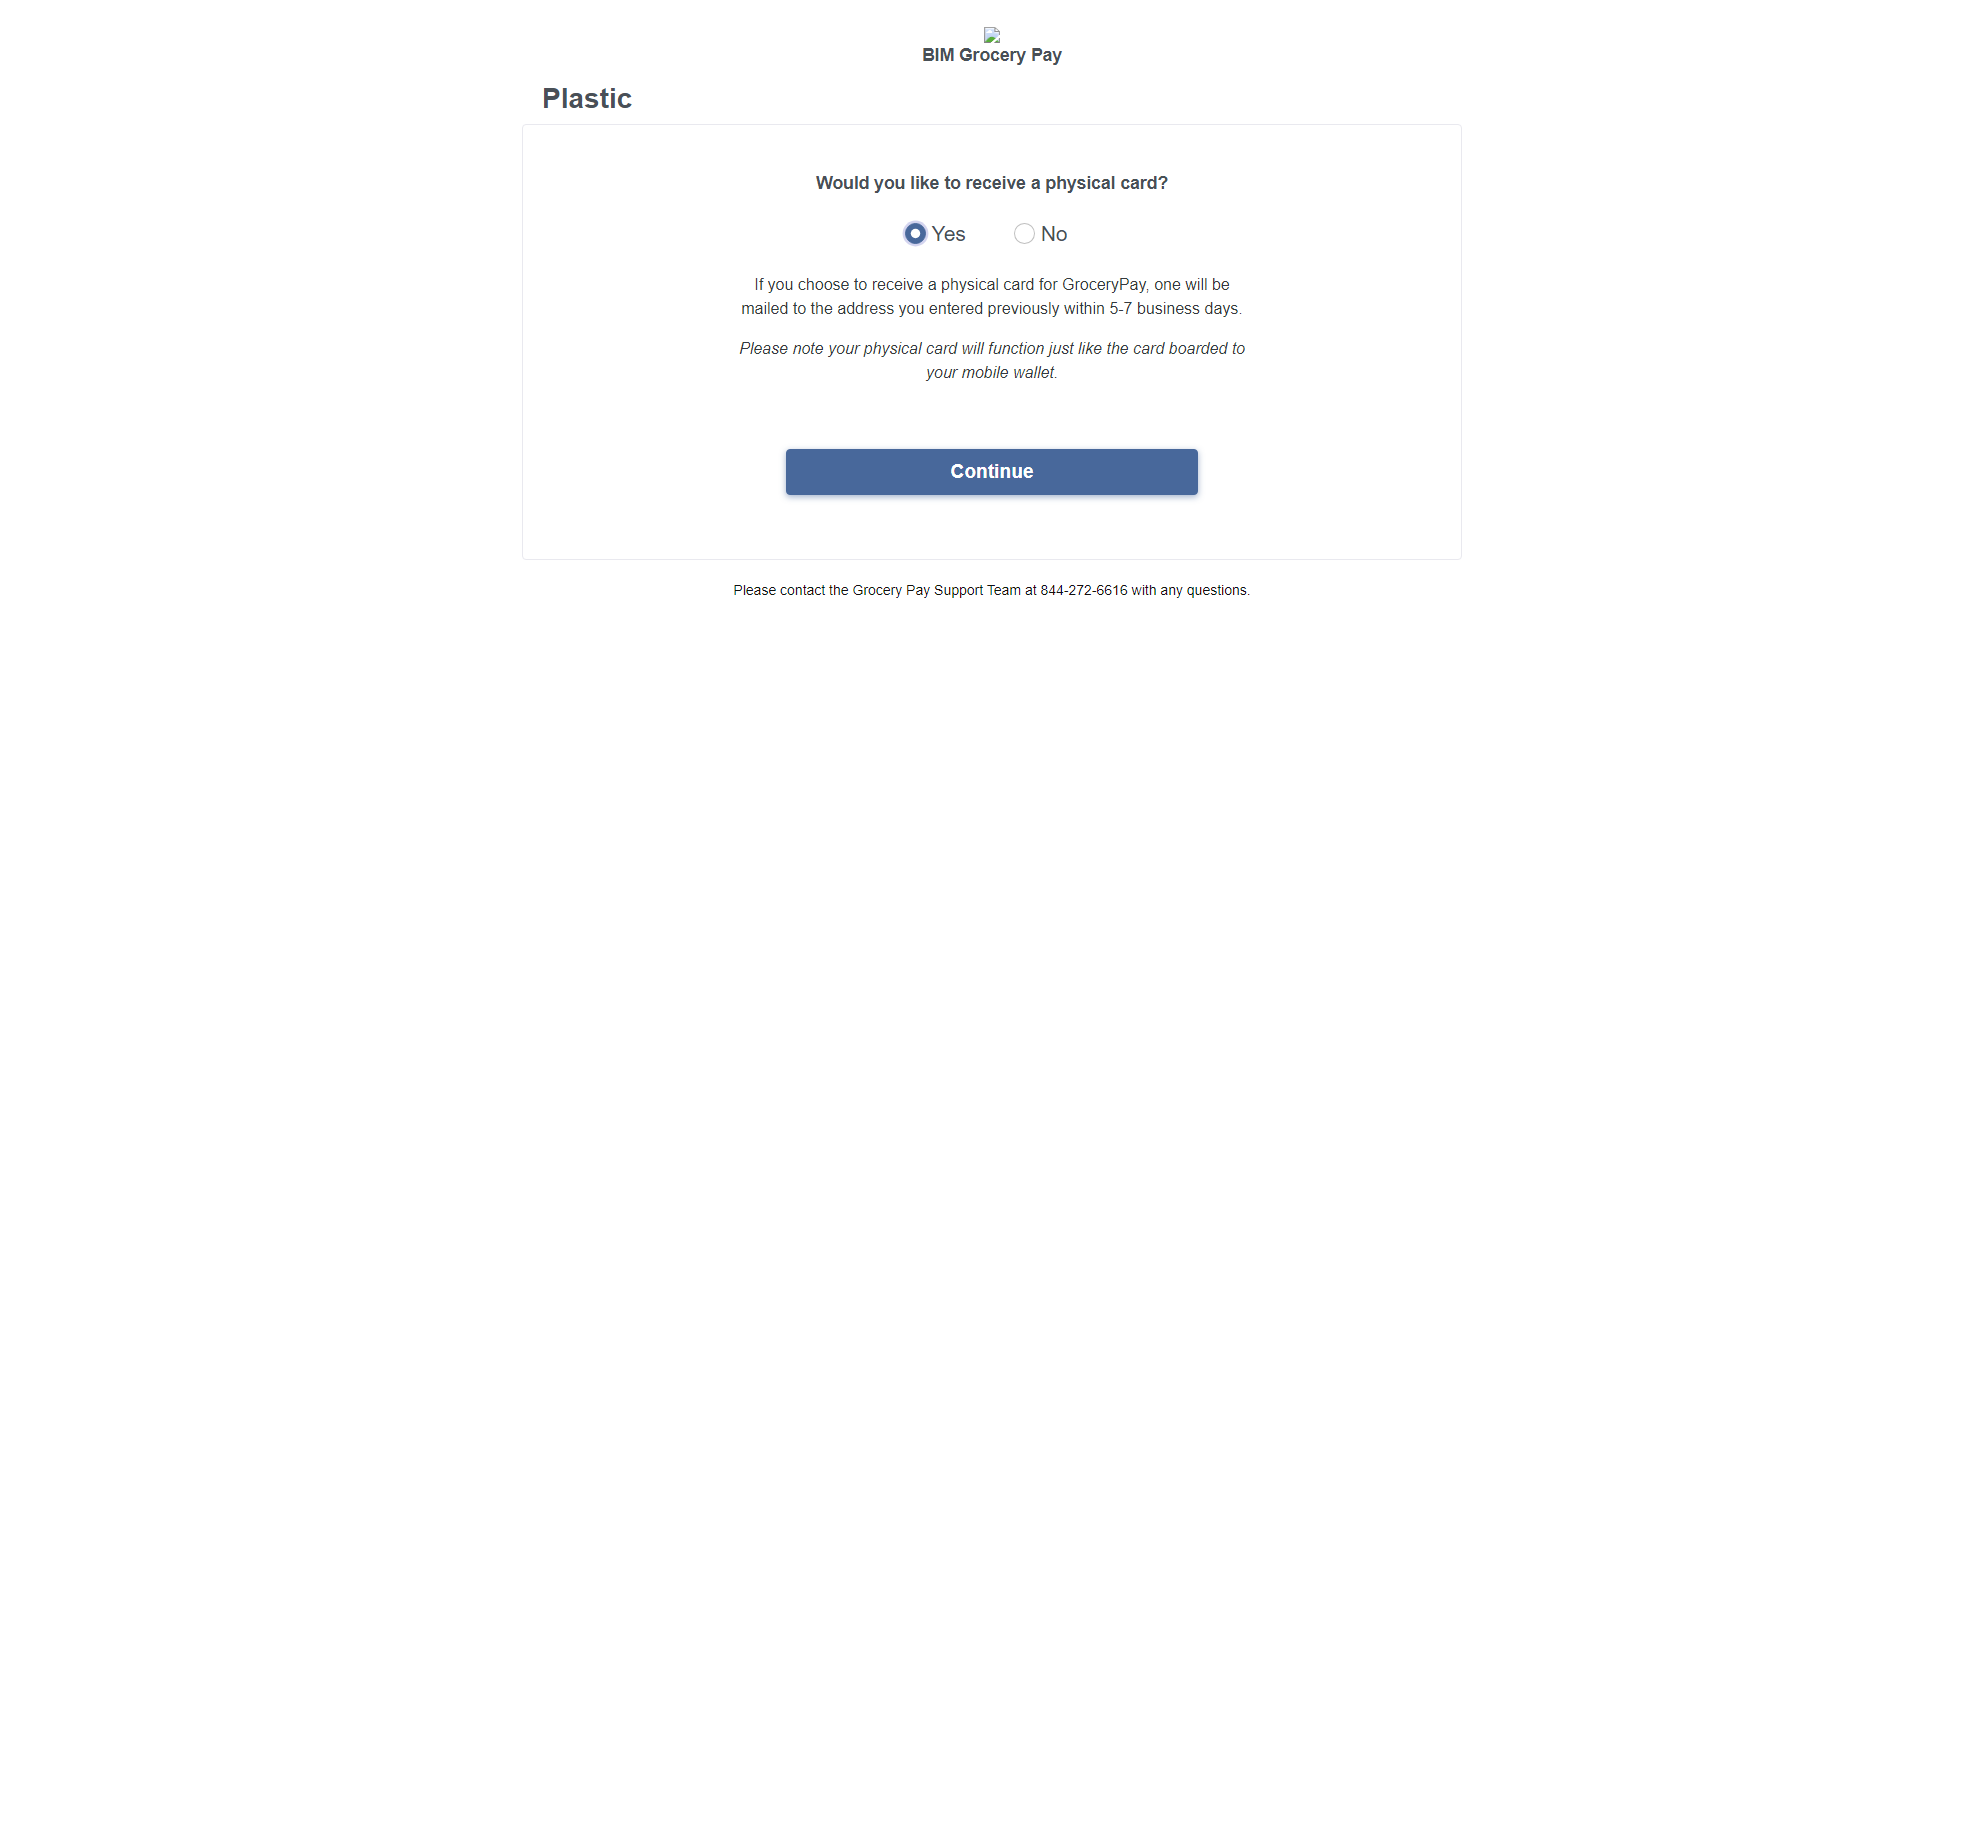 BIM Grocery Pay
Plastic
Would you like to receive a physical card?
Yes No
If you choose to receive a physical card for GroceryPay, one will be
mailed to the address you entered previously within 5-7 business days.
Please note your physical card will function just like the card boarded to
your mobile wallet.
Continue
Please contact the Grocery Pay Support Team at 844-272-6616 with any questions.